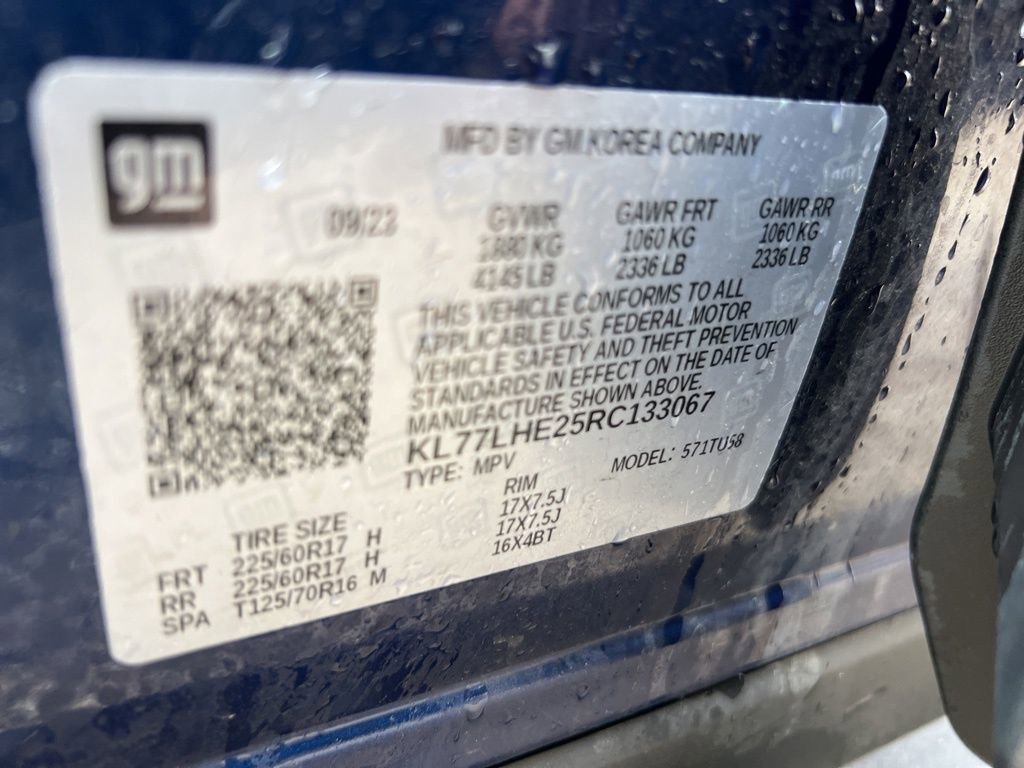 gm
MFD BY GM KOREA COMPANY
GVWR GAWR FRT GAWR RR
1880 KG 1060 KG 1060 KG
4145 LB 2336 LB 2336 LB
THIS VEHICLE CONFORMS TO ALL
APPLICABLE U.S. FEDERAL MOTOR
VEHICLE SAFETY AND THEFT PREVENTION
STANDARDS IN EFFECT ON THE DATE OF
MANUFACTURE SHOWN ABOVE.
KL77LHE25RC133067
TYPE: MPV MODEL: 571TU58
TIRE SIZE RIM
FRT 225/60R17 H 17X7.5J
RR 225/60R17 H 17X7.5J
SPA T125/70R16 M 16X4BT